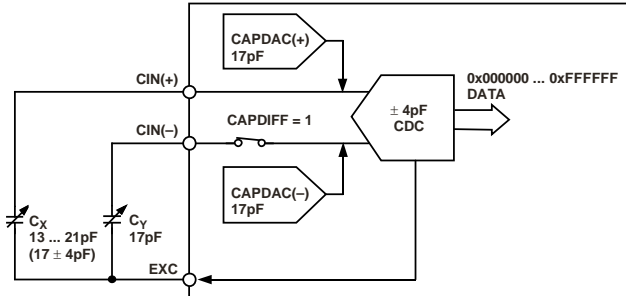 CAPDAC(+)
17pF
CIN(+)
0x000000 ... 0xFFFFFF
DATA
CAPDIFF = 1
± 4pF
CDC
CIN(–)
CAPDAC(–)
17pF
CX
13 ... 21pF
(17 ± 4pF)
CY
17pF
EXC